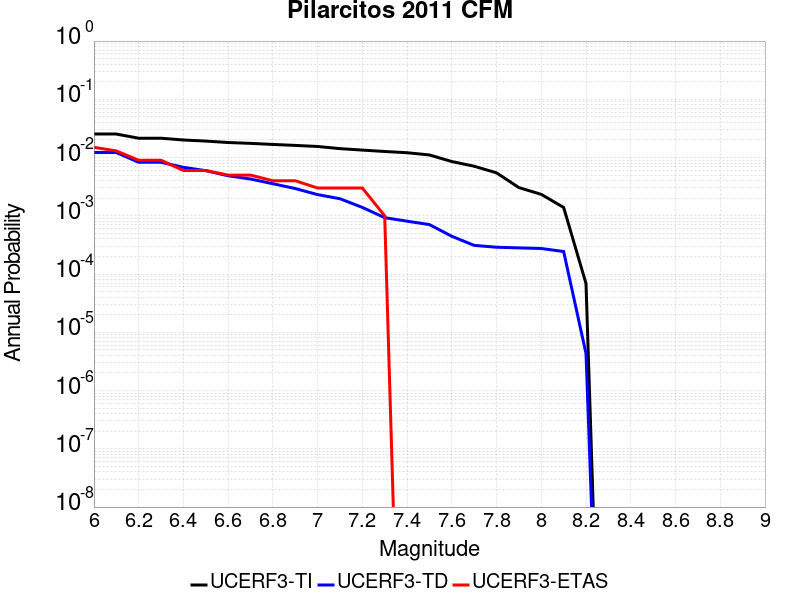 Pilarcitos 2011 CFM
10^0
10^-1
10^-2
10^-3
10^-4
10^-5
10^-6
10^-7
10^-8
Annual Probability
6 6.2 6.4 6.6 6.8 7 7.2 7.4 7.6 7.8 8 8.2 8.4 8.6 8.8 9
Magnitude
UCERF3-TI UCERF3-TD UCERF3-ETAS